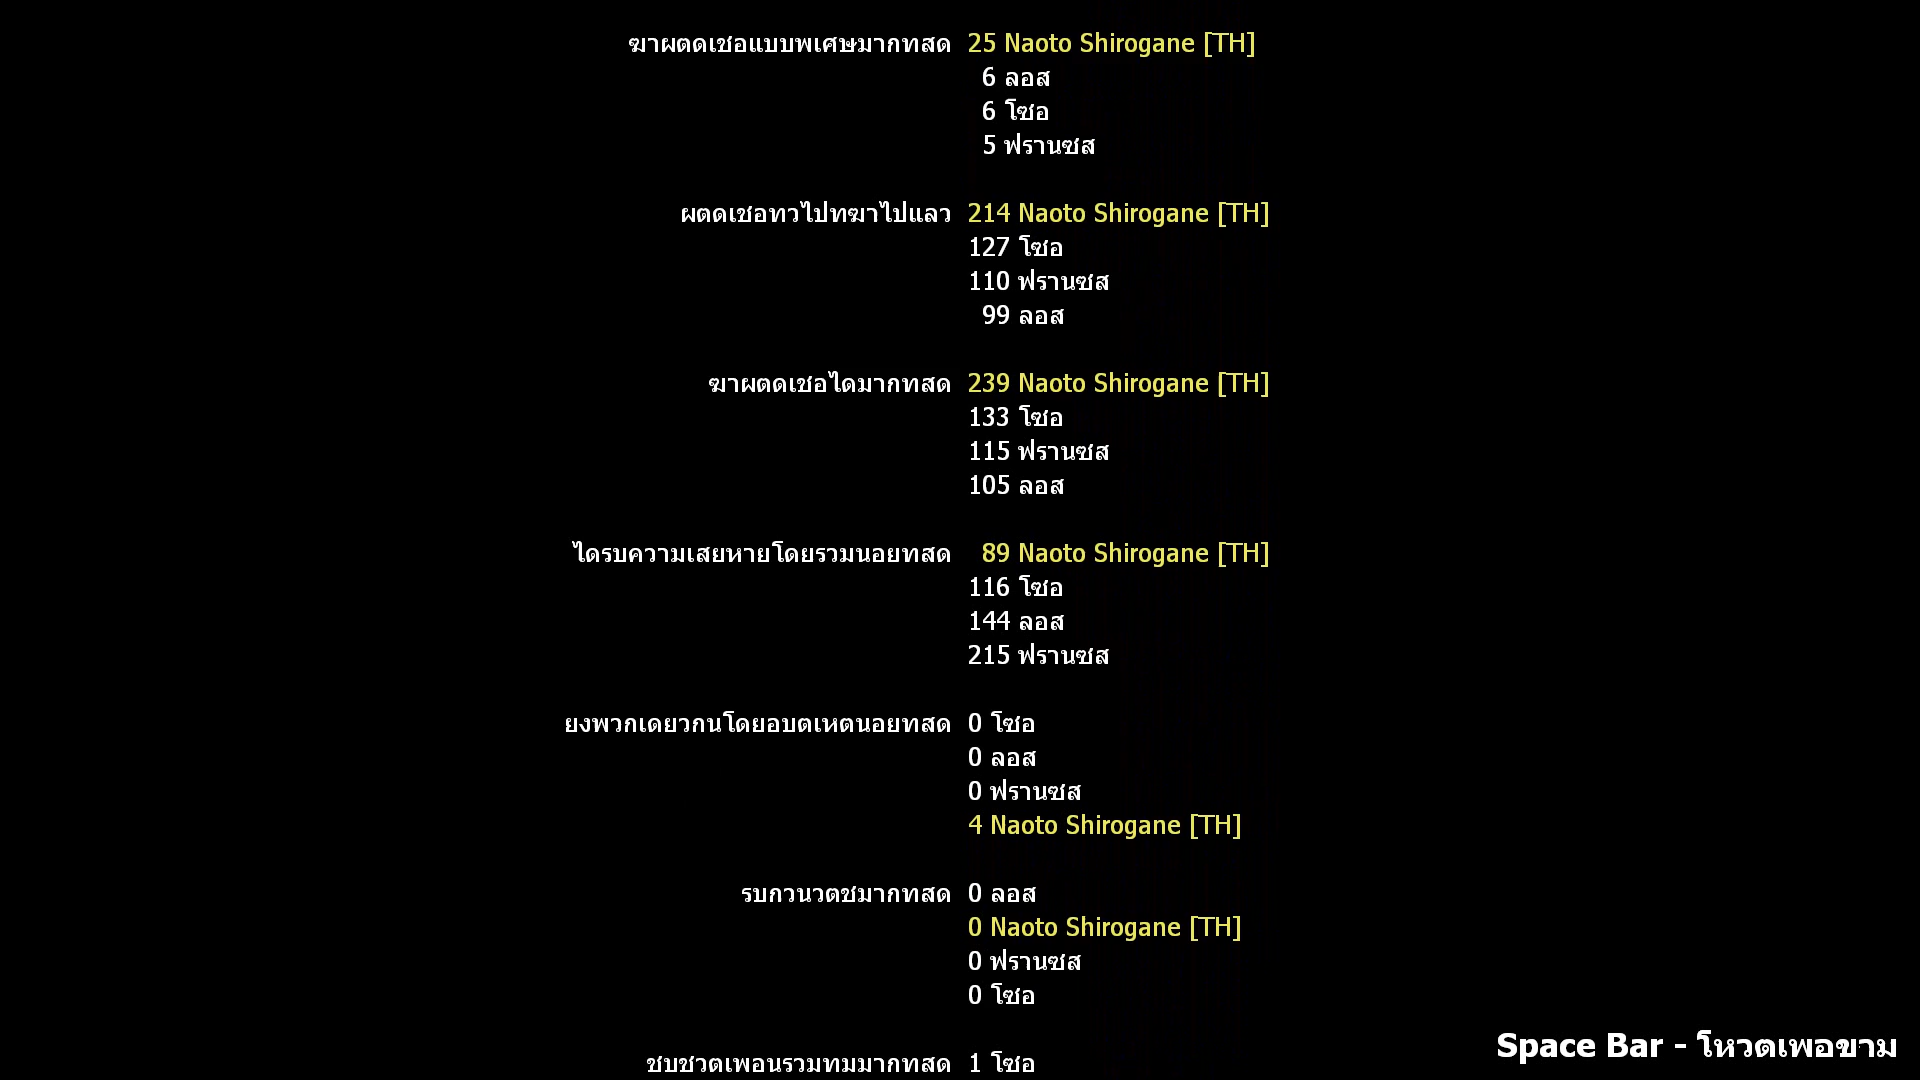 ฆาผตดเชอแบบพเศษมากทสด 25 Naoto Shirogane [TH]
6 ลอส
6 โซอ
5 ฟรานซส
ผตดเชอทวไปทฆาไปแลว 214 Naoto Shirogane [TH]
127 โซอ
110 ฟรานซส
99 ลอส
ฆาผตดเชอไดมากทสด 239 Naoto Shirogane [TH]
133 โซอ
115 ฟรานซส
105 ลอส
ไดรบความเสยหายโดยรวมนอยทสด 89 Naoto Shirogane [TH]
116 โซอ
144 ลอส
215 ฟรานซส
ยงพวกเดยวกนโดยอบตเหตนอยทสด 0 โซอ
0 ลอส
0 ฟรานซส
4 Naoto Shirogane [TH]
รบกวนวตชมากทสด 0 ลอส
0 Naoto Shirogane [TH]
0 ฟรานซส
0 โซอ
ชบชวตเพอนรวมทมมากทสด 1 โซอ
Space Bar - โหวตเพอขาม